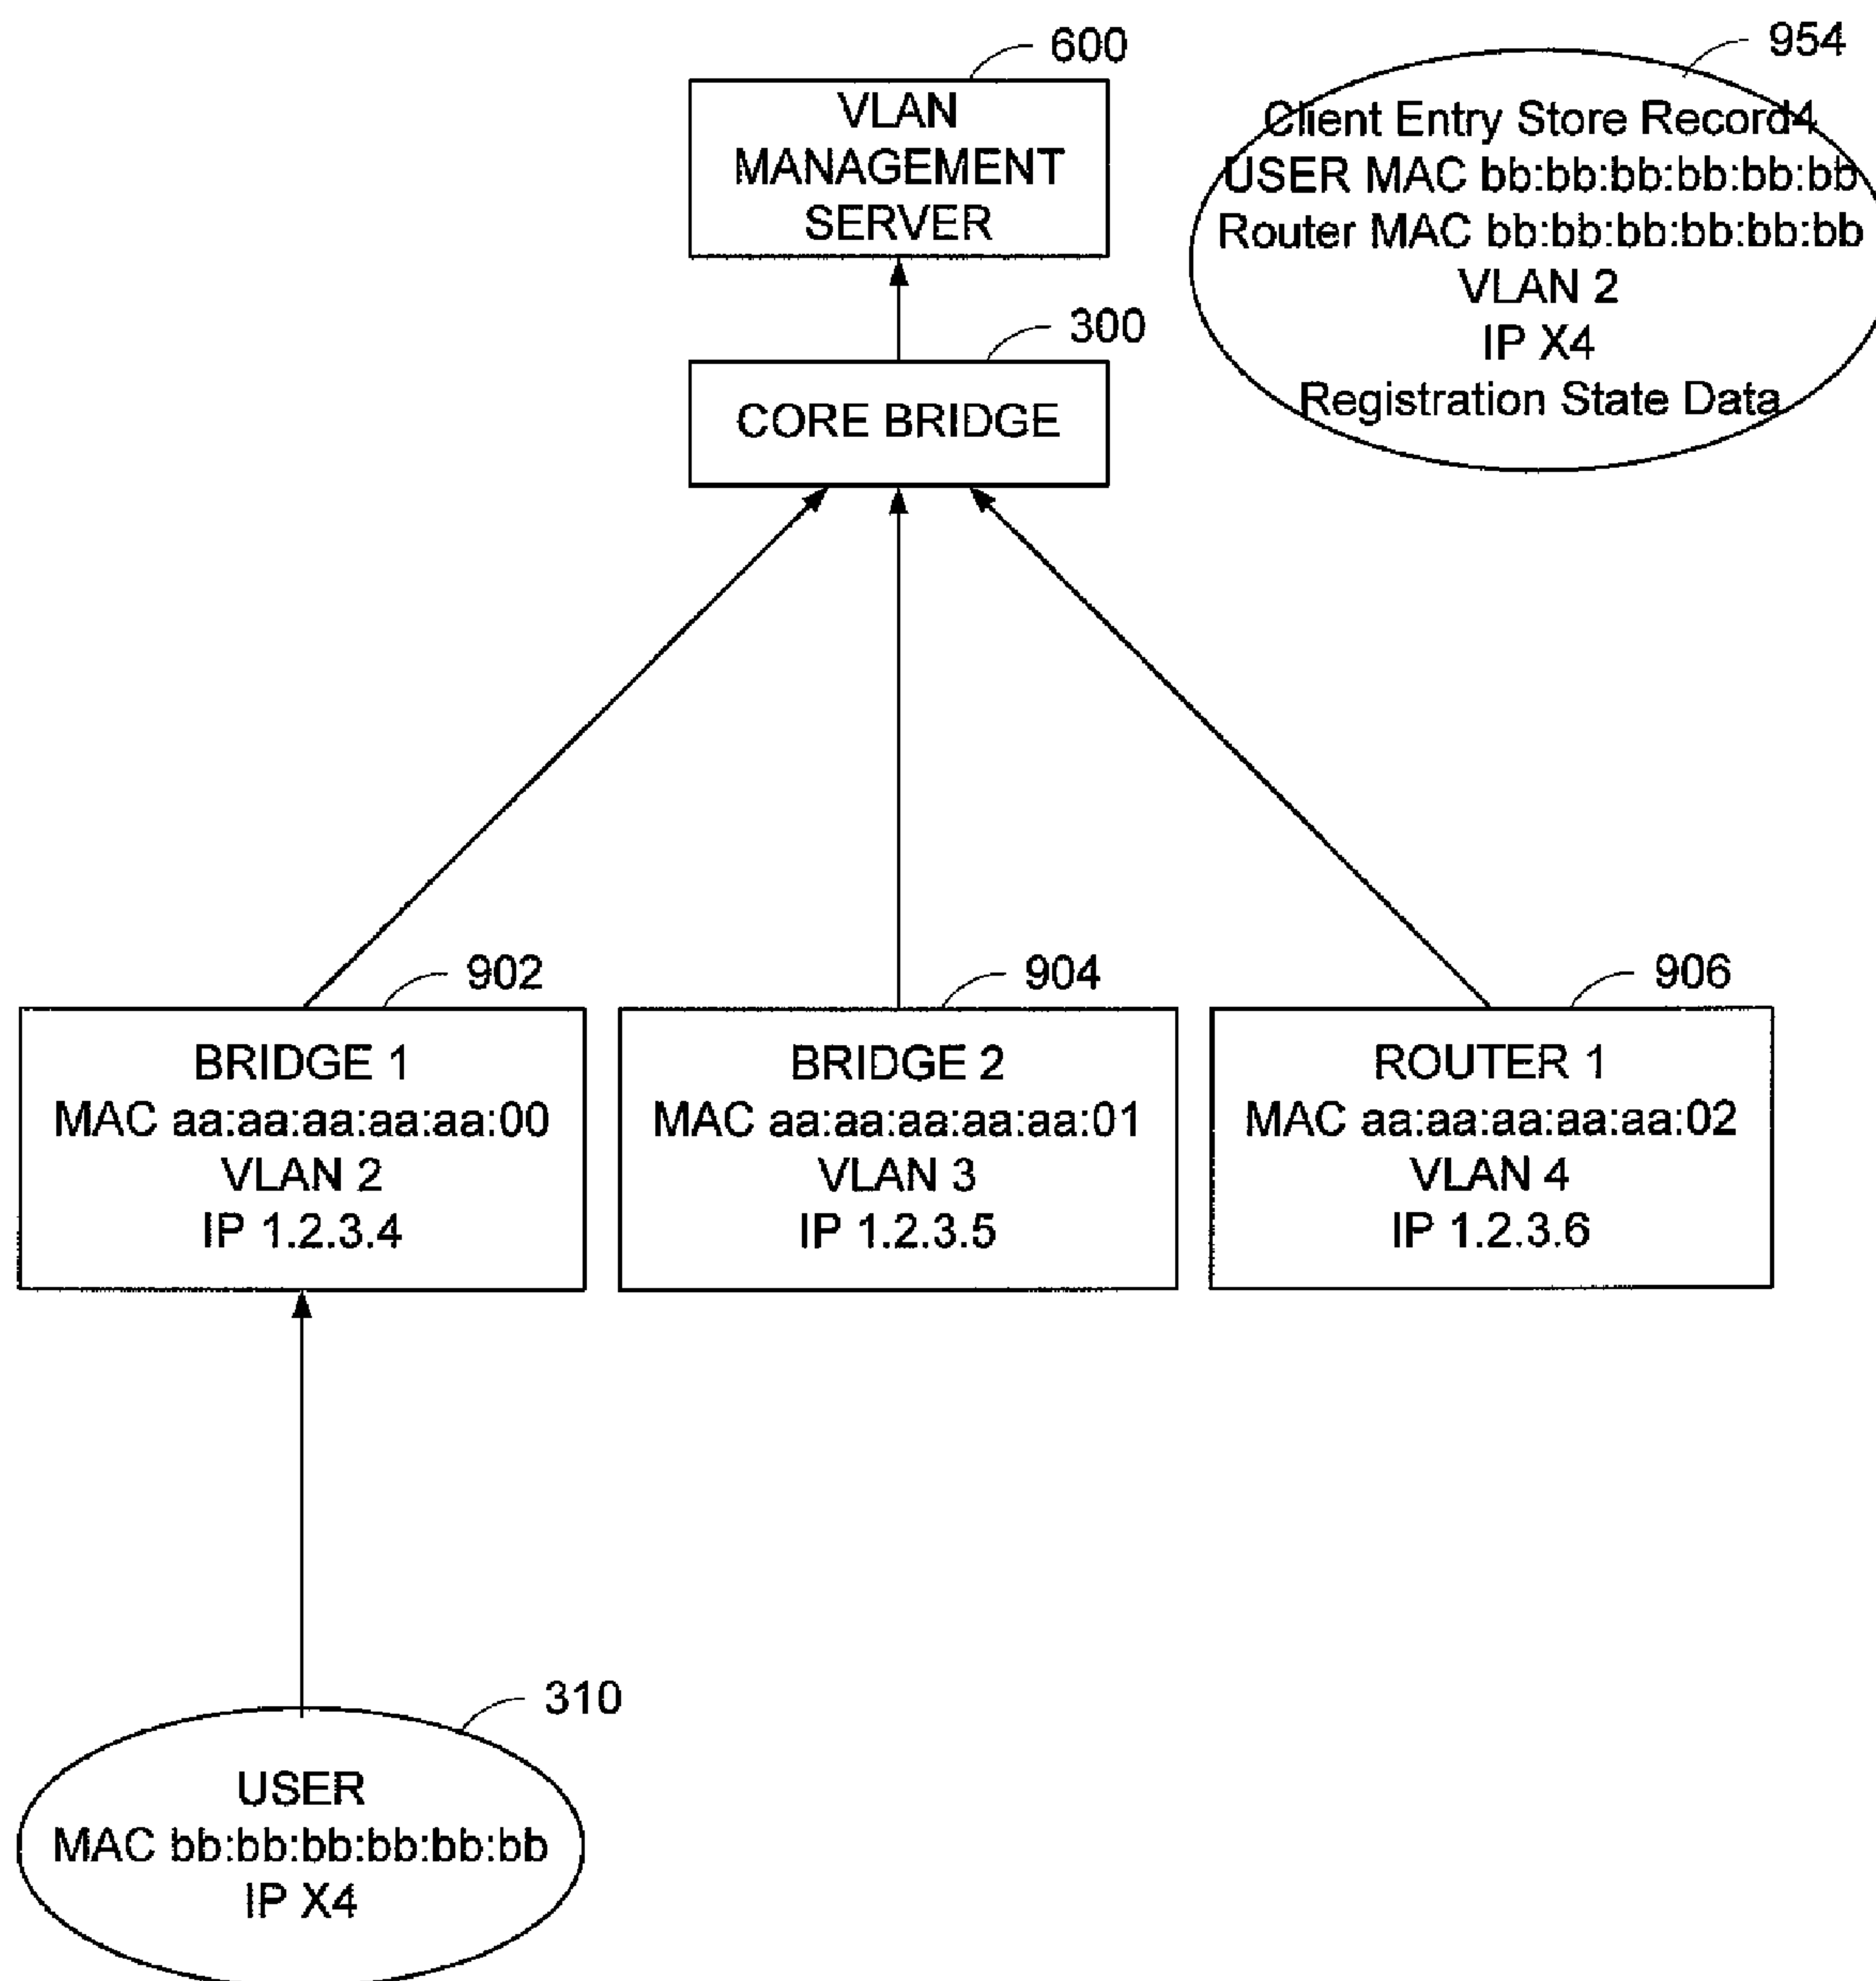 600
VLAN
MANAGEMENT
SERVER
954
Client Entry Store Record4
USER MAC bb:bb:bb:bb:bb:bb
Router MAC bb:bb:bb:bb:bb:bb
VLAN 2
IP X4
Registration State Data
300
CORE BRIDGE
902
BRIDGE 1
MAC aa:aa:aa:aa:aa:00
VLAN 2
IP 1.2.3.4
904
BRIDGE 2
MAC aa:aa:aa:aa:aa:01
VLAN 3
IP 1.2.3.5
906
ROUTER 1
MAC aa:aa:aa:aa:aa:02
VLAN 4
IP 1.2.3.6
310
USER
MAC bb:bb:bb:bb:bb:bb
IP X4